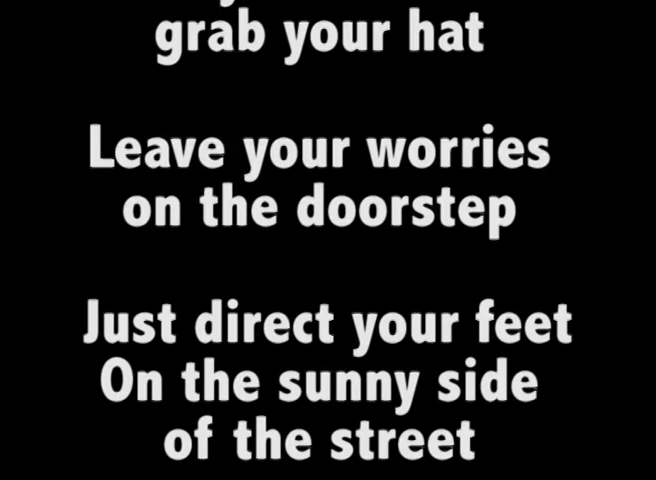 grab your hat
Leave your worries
on the doorstep
Just direct your feet
On the sunny side
of the street